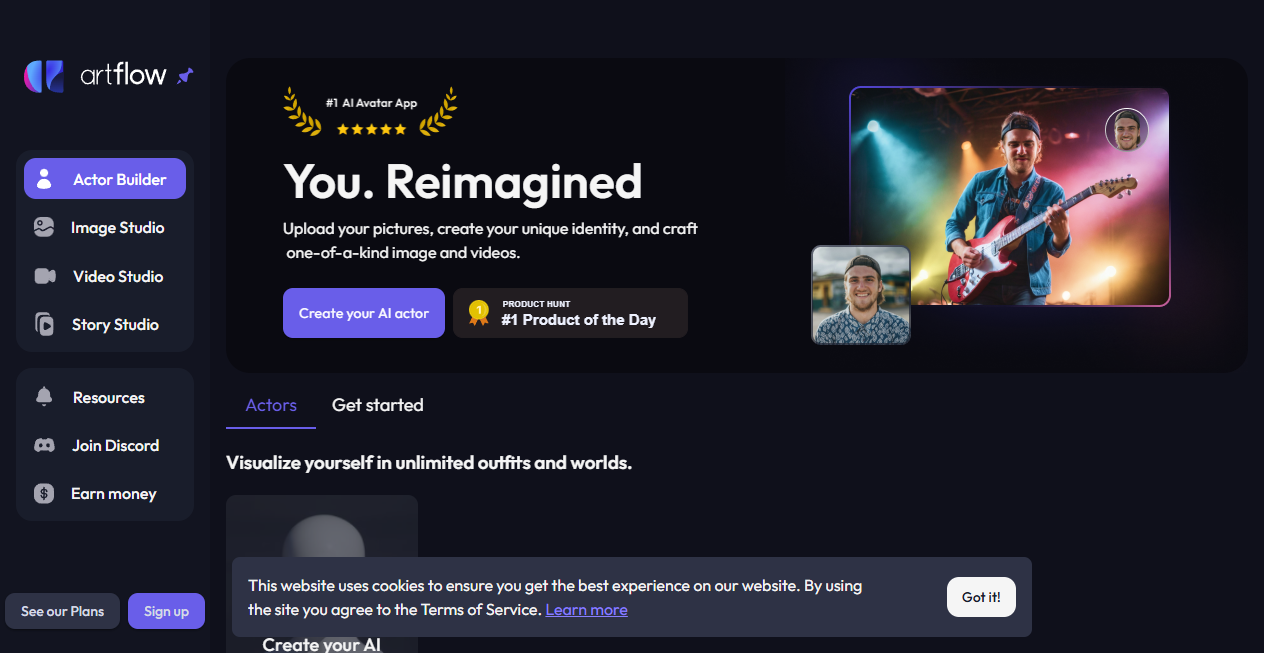 artflow
Actor Builder
Image Studio
Video Studio
Story Studio
Resources
Join Discord
Earn money
See our Plans
Sign up
#1 AI Avatar App
You. Reimagined
Upload your pictures, create your unique identity, and craft
one-of-a-kind image and videos.
Create your AI actor
1
PRODUCT HUNT
#1 Product of the Day
Actors
Get started
Visualize yourself in unlimited outfits and worlds.
This website uses cookies to ensure you get the best experience on our website. By using
the site you agree to the Terms of Service. Learn more
Got it!
Create your AI